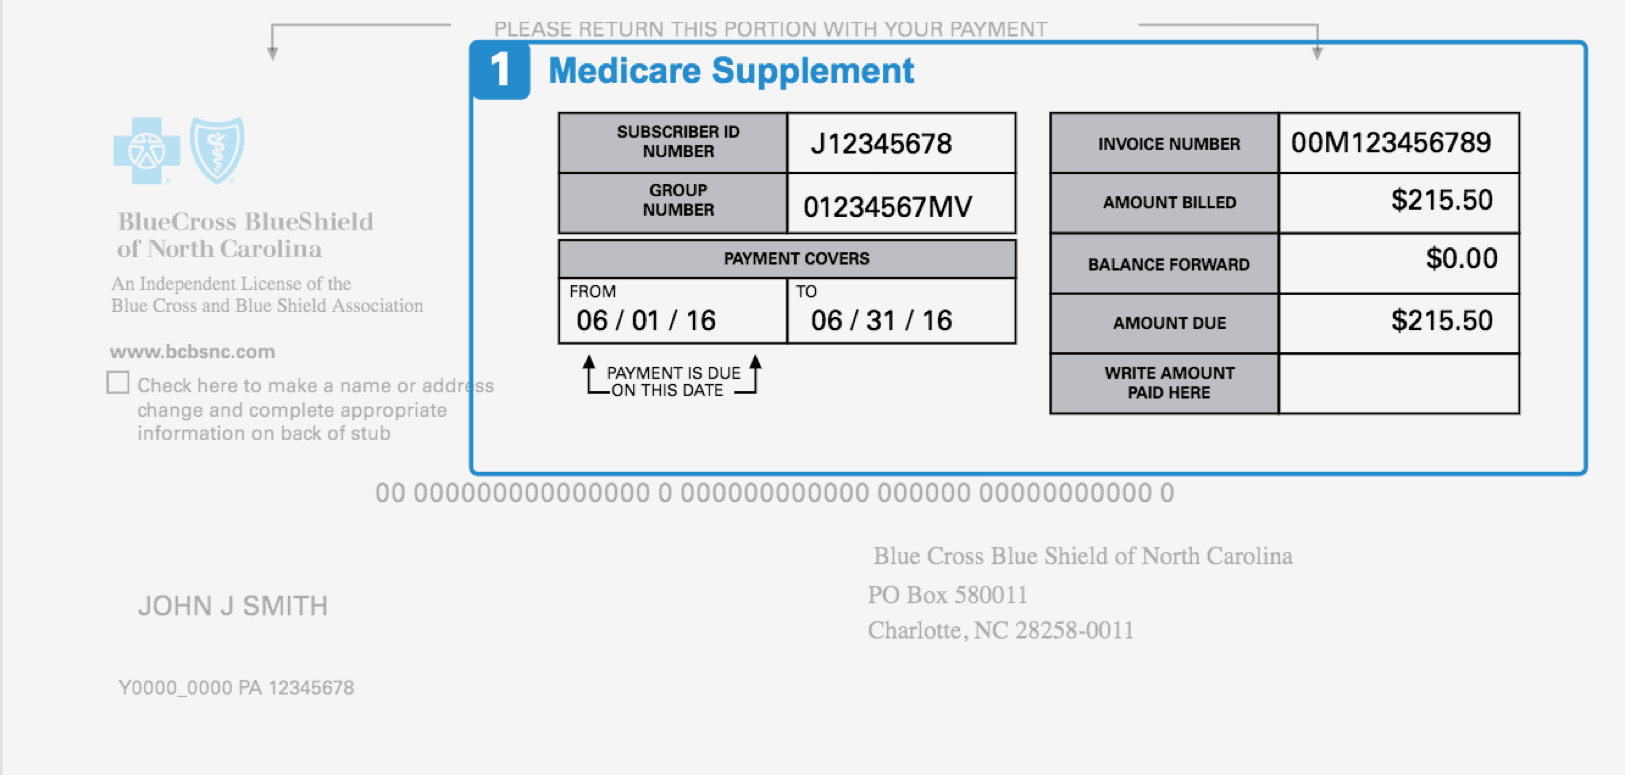 PLEASE RETURN THIS PORTION WITH YOUR PAYMENT
1 Medicare Supplement
BlueCross BlueShield
of North Carolina
An Independent License of the
Blue Cross and Blue Shield Association
www.bcbsnc.com
Check here to make a name or address
change and complete appropriate
information on back of stub
SUBSCRIBER ID
NUMBER
J12345678
GROUP
NUMBER
01234567MV
PAYMENT COVERS
FROM
06 / 01 / 16
TO
06 / 31 / 16
PAYMENT IS DUE
ON THIS DATE
INVOICE NUMBER
00M123456789
AMOUNT BILLED
$215.50
BALANCE FORWARD
$0.00
AMOUNT DUE
$215.50
WRITE AMOUNT
PAID HERE
00 000000000000000 0 000000000000 000000 00000000000 0
Blue Cross Blue Shield of North Carolina
PO Box 580011
Charlotte, NC 28258-0011
JOHN J SMITH
Y0000_0000 PA 12345678